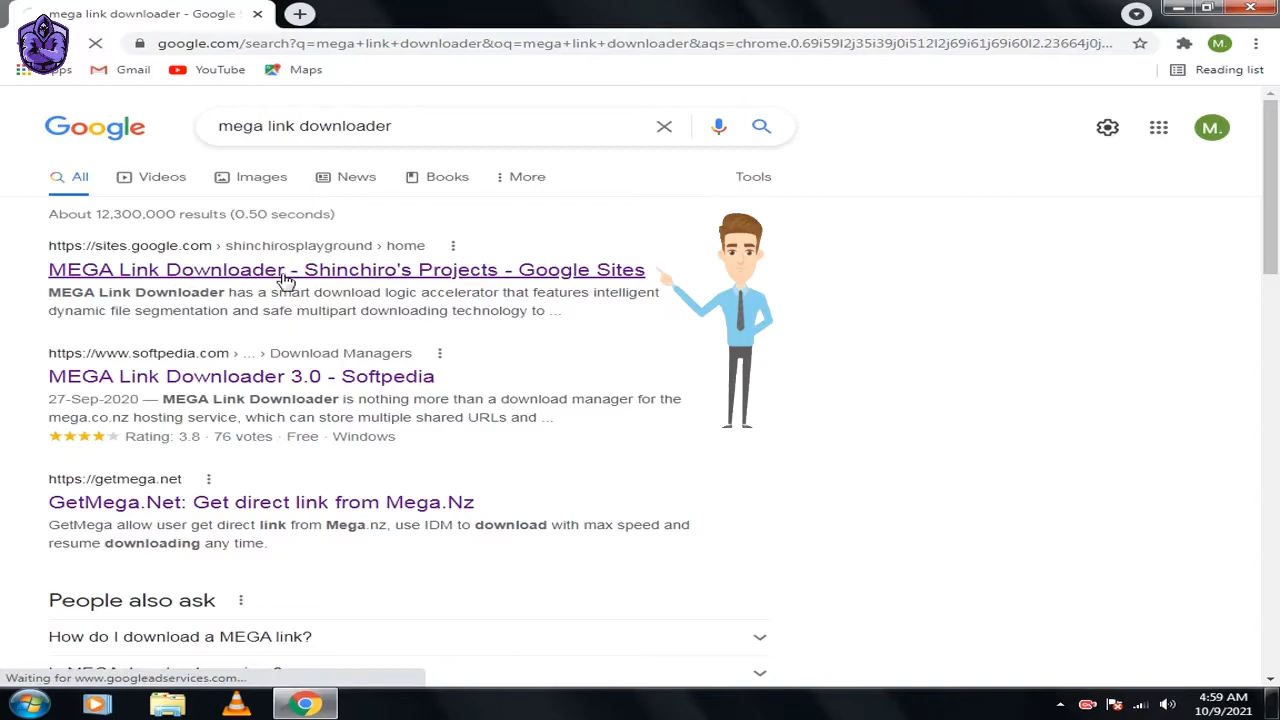 mega link downloader - Google S
google.com/search?q=mega+link+downloader&oq=mega+link+downloader&aqs=chrome.0.69i59l2j35i39j0i512l2j69i61j69i60l2.23664j0j...
M.
Apps Gmail YouTube Maps Reading list
Google mega link downloader M.
All Videos Images News Books More Tools
About 12,300,000 results (0.50 seconds)
https://sites.google.com › shinchirosplayground › home
MEGA Link Downloader - Shinchiro's Projects - Google Sites
MEGA Link Downloader has a smart download logic accelerator that features intelligent
dynamic file segmentation and safe multipart downloading technology to ...
https://www.softpedia.com › ... › Download Managers
MEGA Link Downloader 3.0 - Softpedia
27-Sep-2020 — MEGA Link Downloader is nothing more than a download manager for the
mega.co.nz hosting service, which can store multiple shared URLs and ...
Rating: 3.8 · 76 votes · Free · Windows
https://getmega.net
GetMega.Net: Get direct link from Mega.Nz
GetMega allow user get direct link from Mega.nz, use IDM to download with max speed and
resume downloading any time.
People also ask
How do I download a MEGA link?
Waiting for www.googleadservices.com...
4:59 AM
10/9/2021